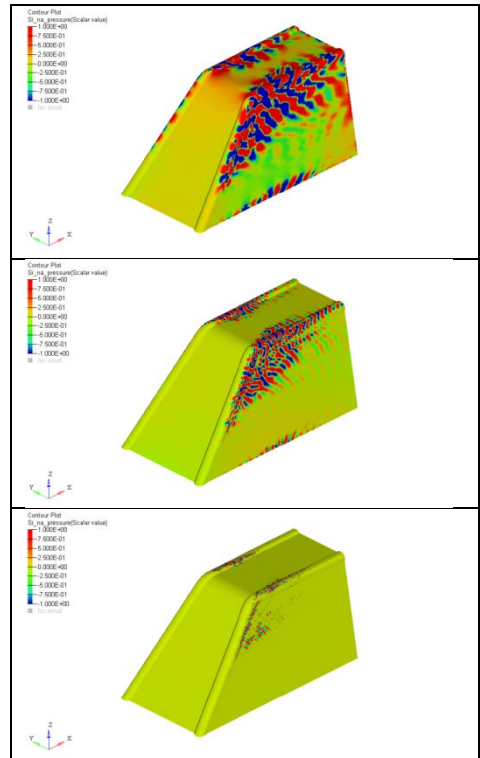 Contour Plot
Si_na_pressure(Scalar value)
1.000E+00
7.500E-01
5.000E-01
2.500E-01
0.000E+00
-2.500E-01
-5.000E-01
-7.500E-01
-1.000E+00
No result
Z
Y
X
Contour Plot
Si_na_pressure(Scalar value)
1.000E+00
7.500E-01
5.000E-01
2.500E-01
0.000E+00
-2.500E-01
-5.000E-01
-7.500E-01
-1.000E+00
No result
Z
Y
X
Contour Plot
Si_na_pressure(Scalar value)
1.000E+00
7.500E-01
5.000E-01
2.500E-01
0.000E+00
-2.500E-01
-5.000E-01
-7.500E-01
-1.000E+00
No result
Z
Y
X